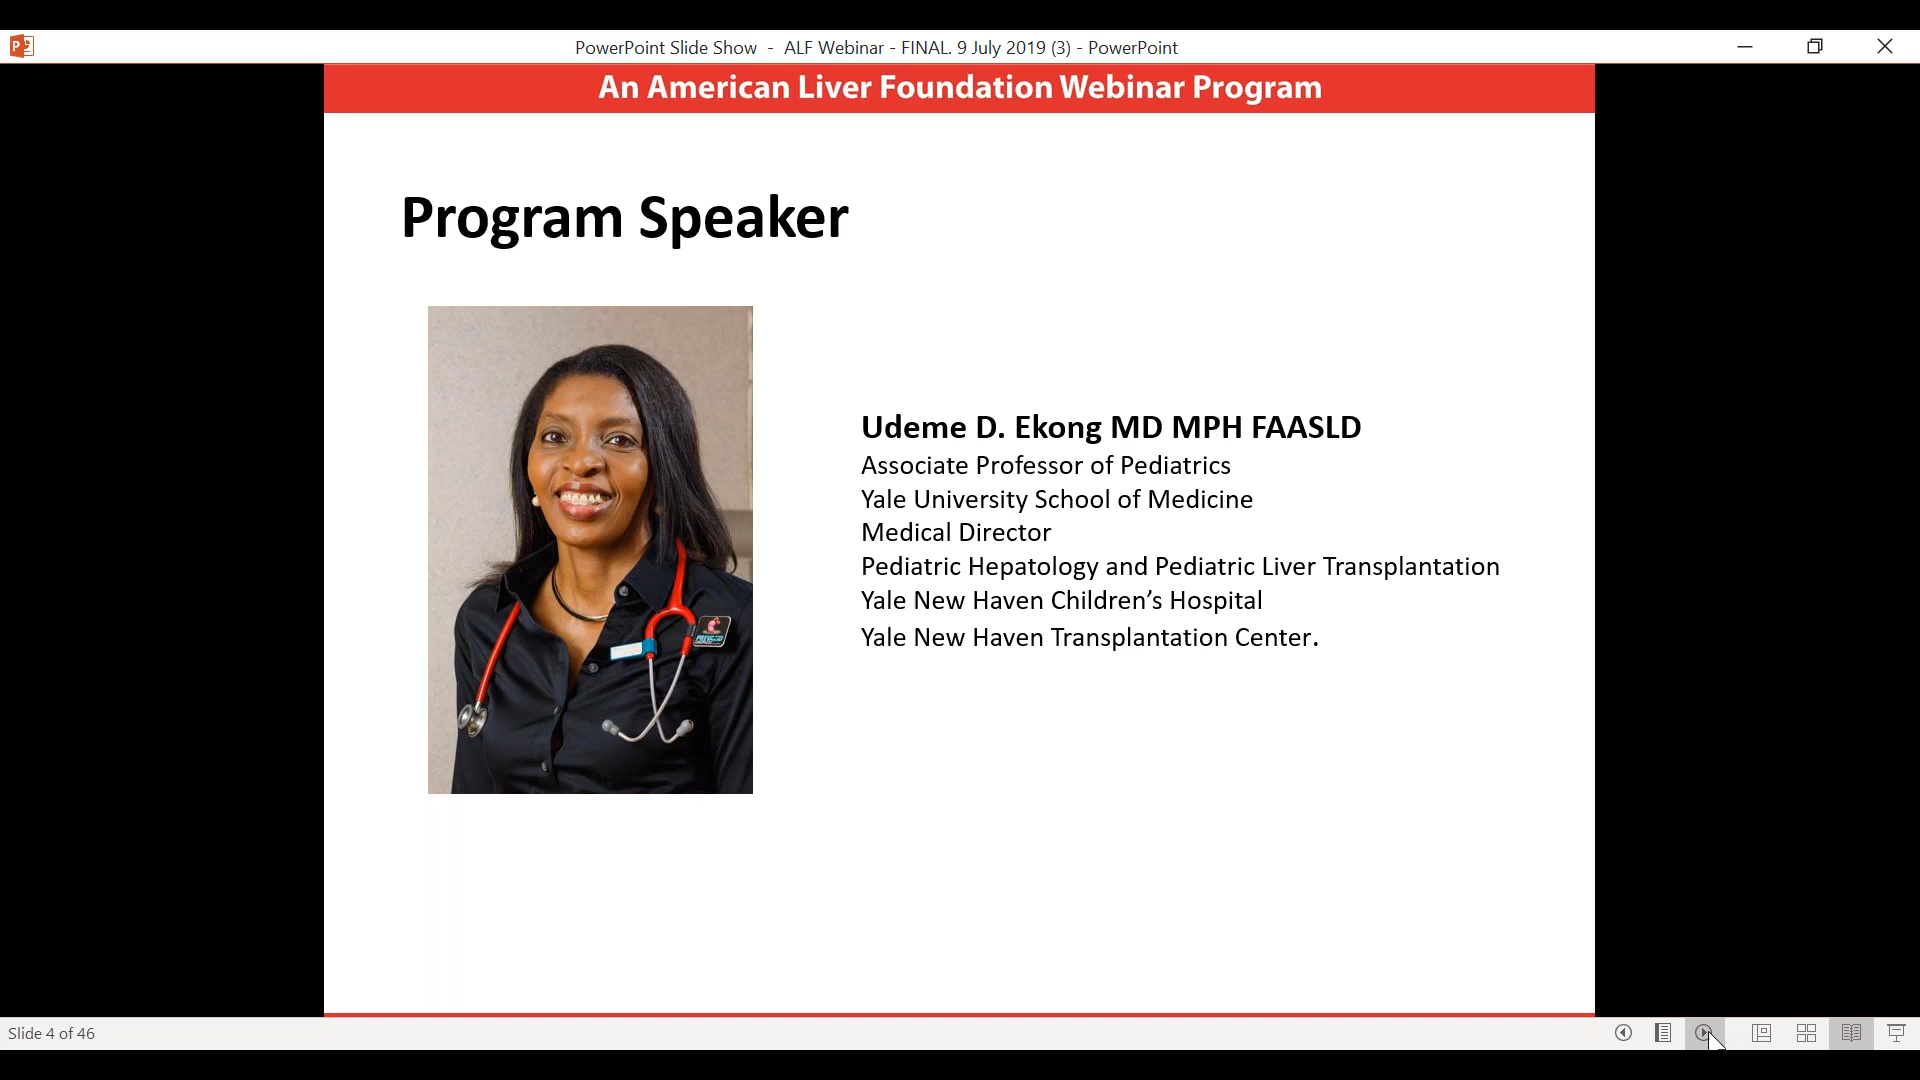 PowerPoint Slide Show - ALF Webinar - FINAL. 9 July 2019 (3) - PowerPoint
An American Liver Foundation Webinar Program
Program Speaker
Udeme D. Ekong MD MPH FAASLD
Associate Professor of Pediatrics
Yale University School of Medicine
Medical Director
Pediatric Hepatology and Pediatric Liver Transplantation
Yale New Haven Children’s Hospital
Yale New Haven Transplantation Center.
Slide 4 of 46